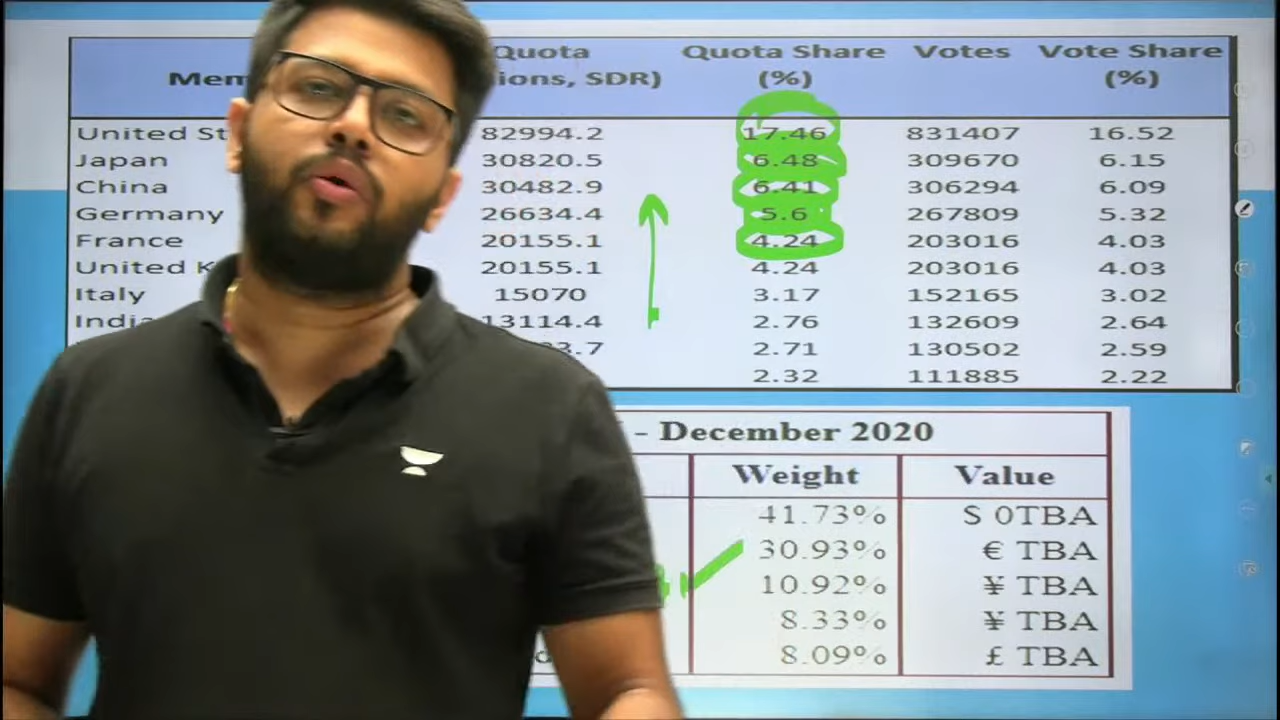 Quota Quota Share Votes Vote Share
Mem ions, SDR) (%) (%)
United St 82994.2 17.46 831407 16.52
Japan 30820.5 6.48 309670 6.15
China 30482.9 6.41 306294 6.09
Germany 26634.4 5.6 267809 5.32
France 20155.1 4.24 203016 4.03
United K 20155.1 4.24 203016 4.03
Italy 15070 3.17 152165 3.02
India 13114.4 2.76 132609 2.64
3.7 2.71 130502 2.59
2.32 111885 2.22
- December 2020
Weight Value
41.73% $ 0TBA
30.93% € TBA
10.92% ¥ TBA
8.33% ¥ TBA
8.09% £ TBA